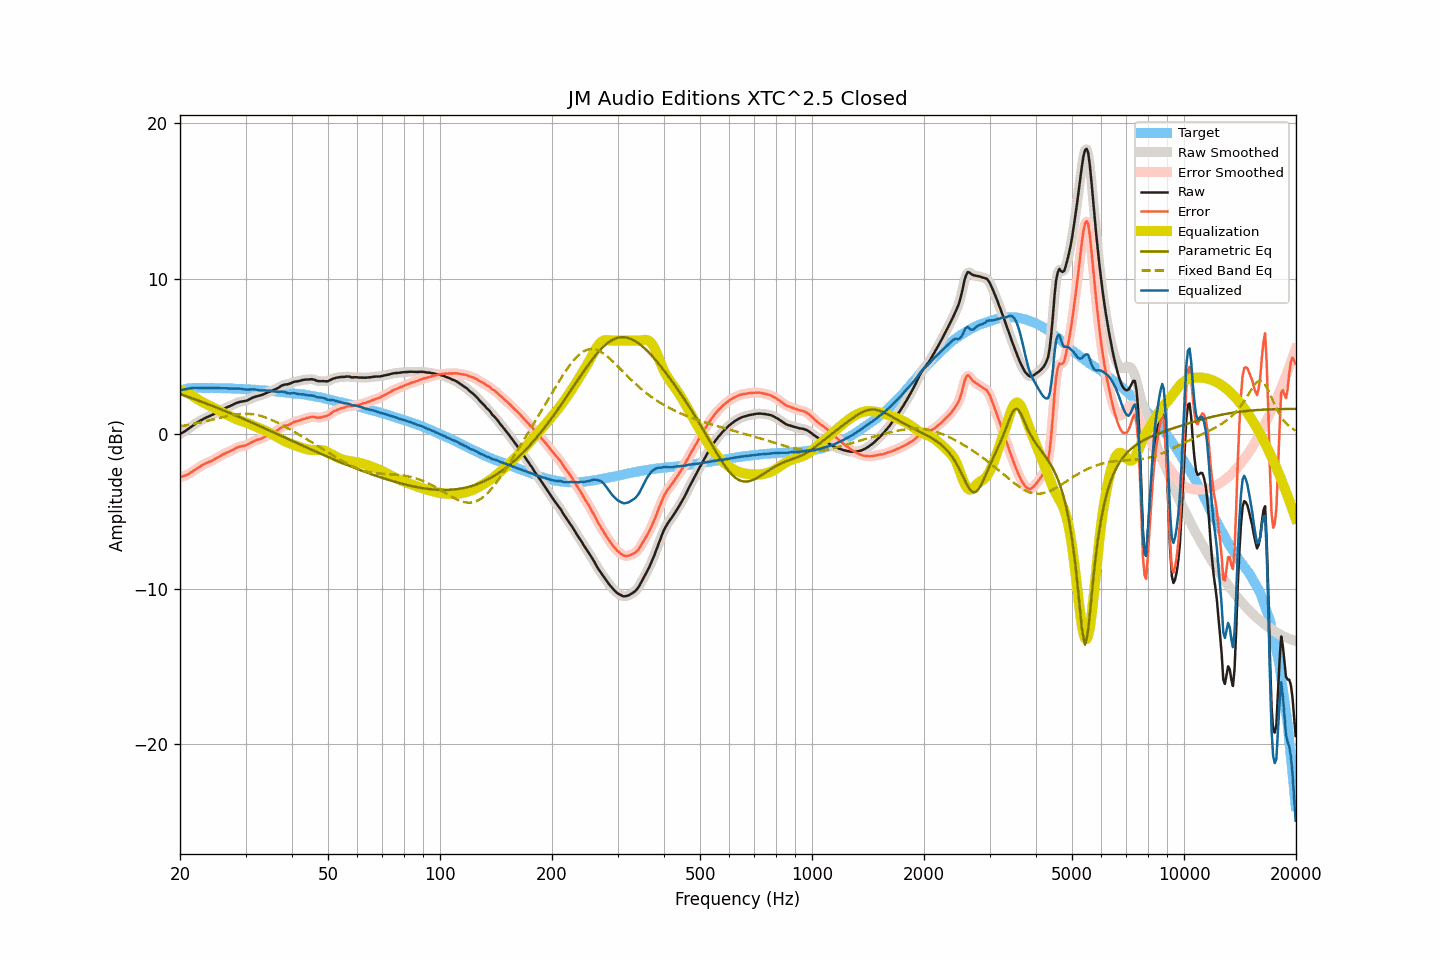 JM Audio Editions XTC^2.5 Closed
Target
Raw Smoothed
Error Smoothed
Raw
Error
Equalization
Parametric Eq
Fixed Band Eq
Equalized
Amplitude (dBr)
20
10
0
−10
−20
20 50 100 200 500 1000 2000 5000 10000 20000
Frequency (Hz)